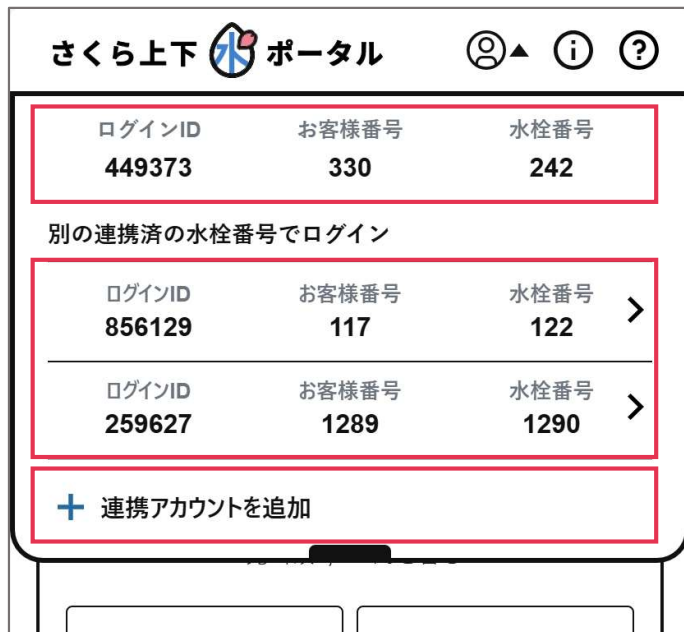 さくら上下水ポータル
ログインID お客様番号 水栓番号
449373 330 242
別の連携済の水栓番号でログイン
ログインID お客様番号 水栓番号
856129 117 122
ログインID お客様番号 水栓番号
259627 1289 1290
連携アカウントを追加